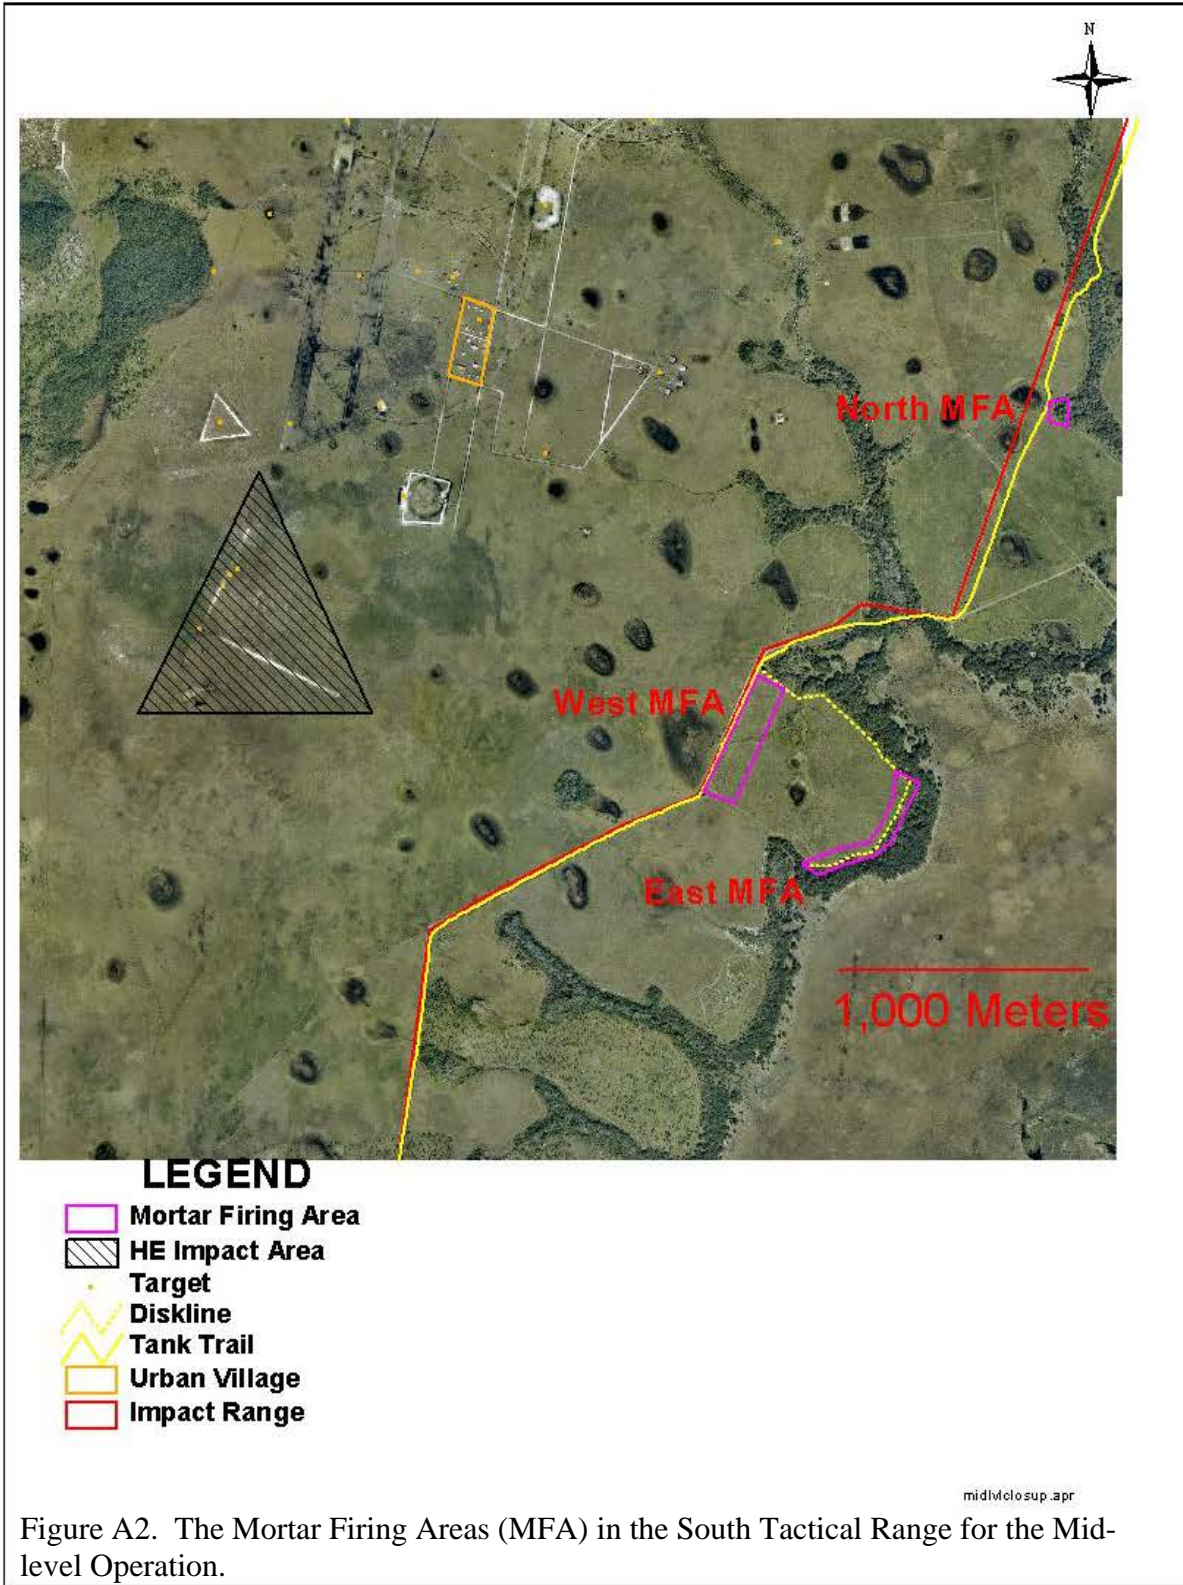 N
North MFA
West MFA
East MFA
1,000 Meters
LEGEND
Mortar Firing Area
HE Impact Area
Target
Diskline
Tank Trail
Urban Village
Impact Range
midlvlclosup.apr
Figure A2.  The Mortar Firing Areas (MFA) in the South Tactical Range for the Mid-
level Operation.